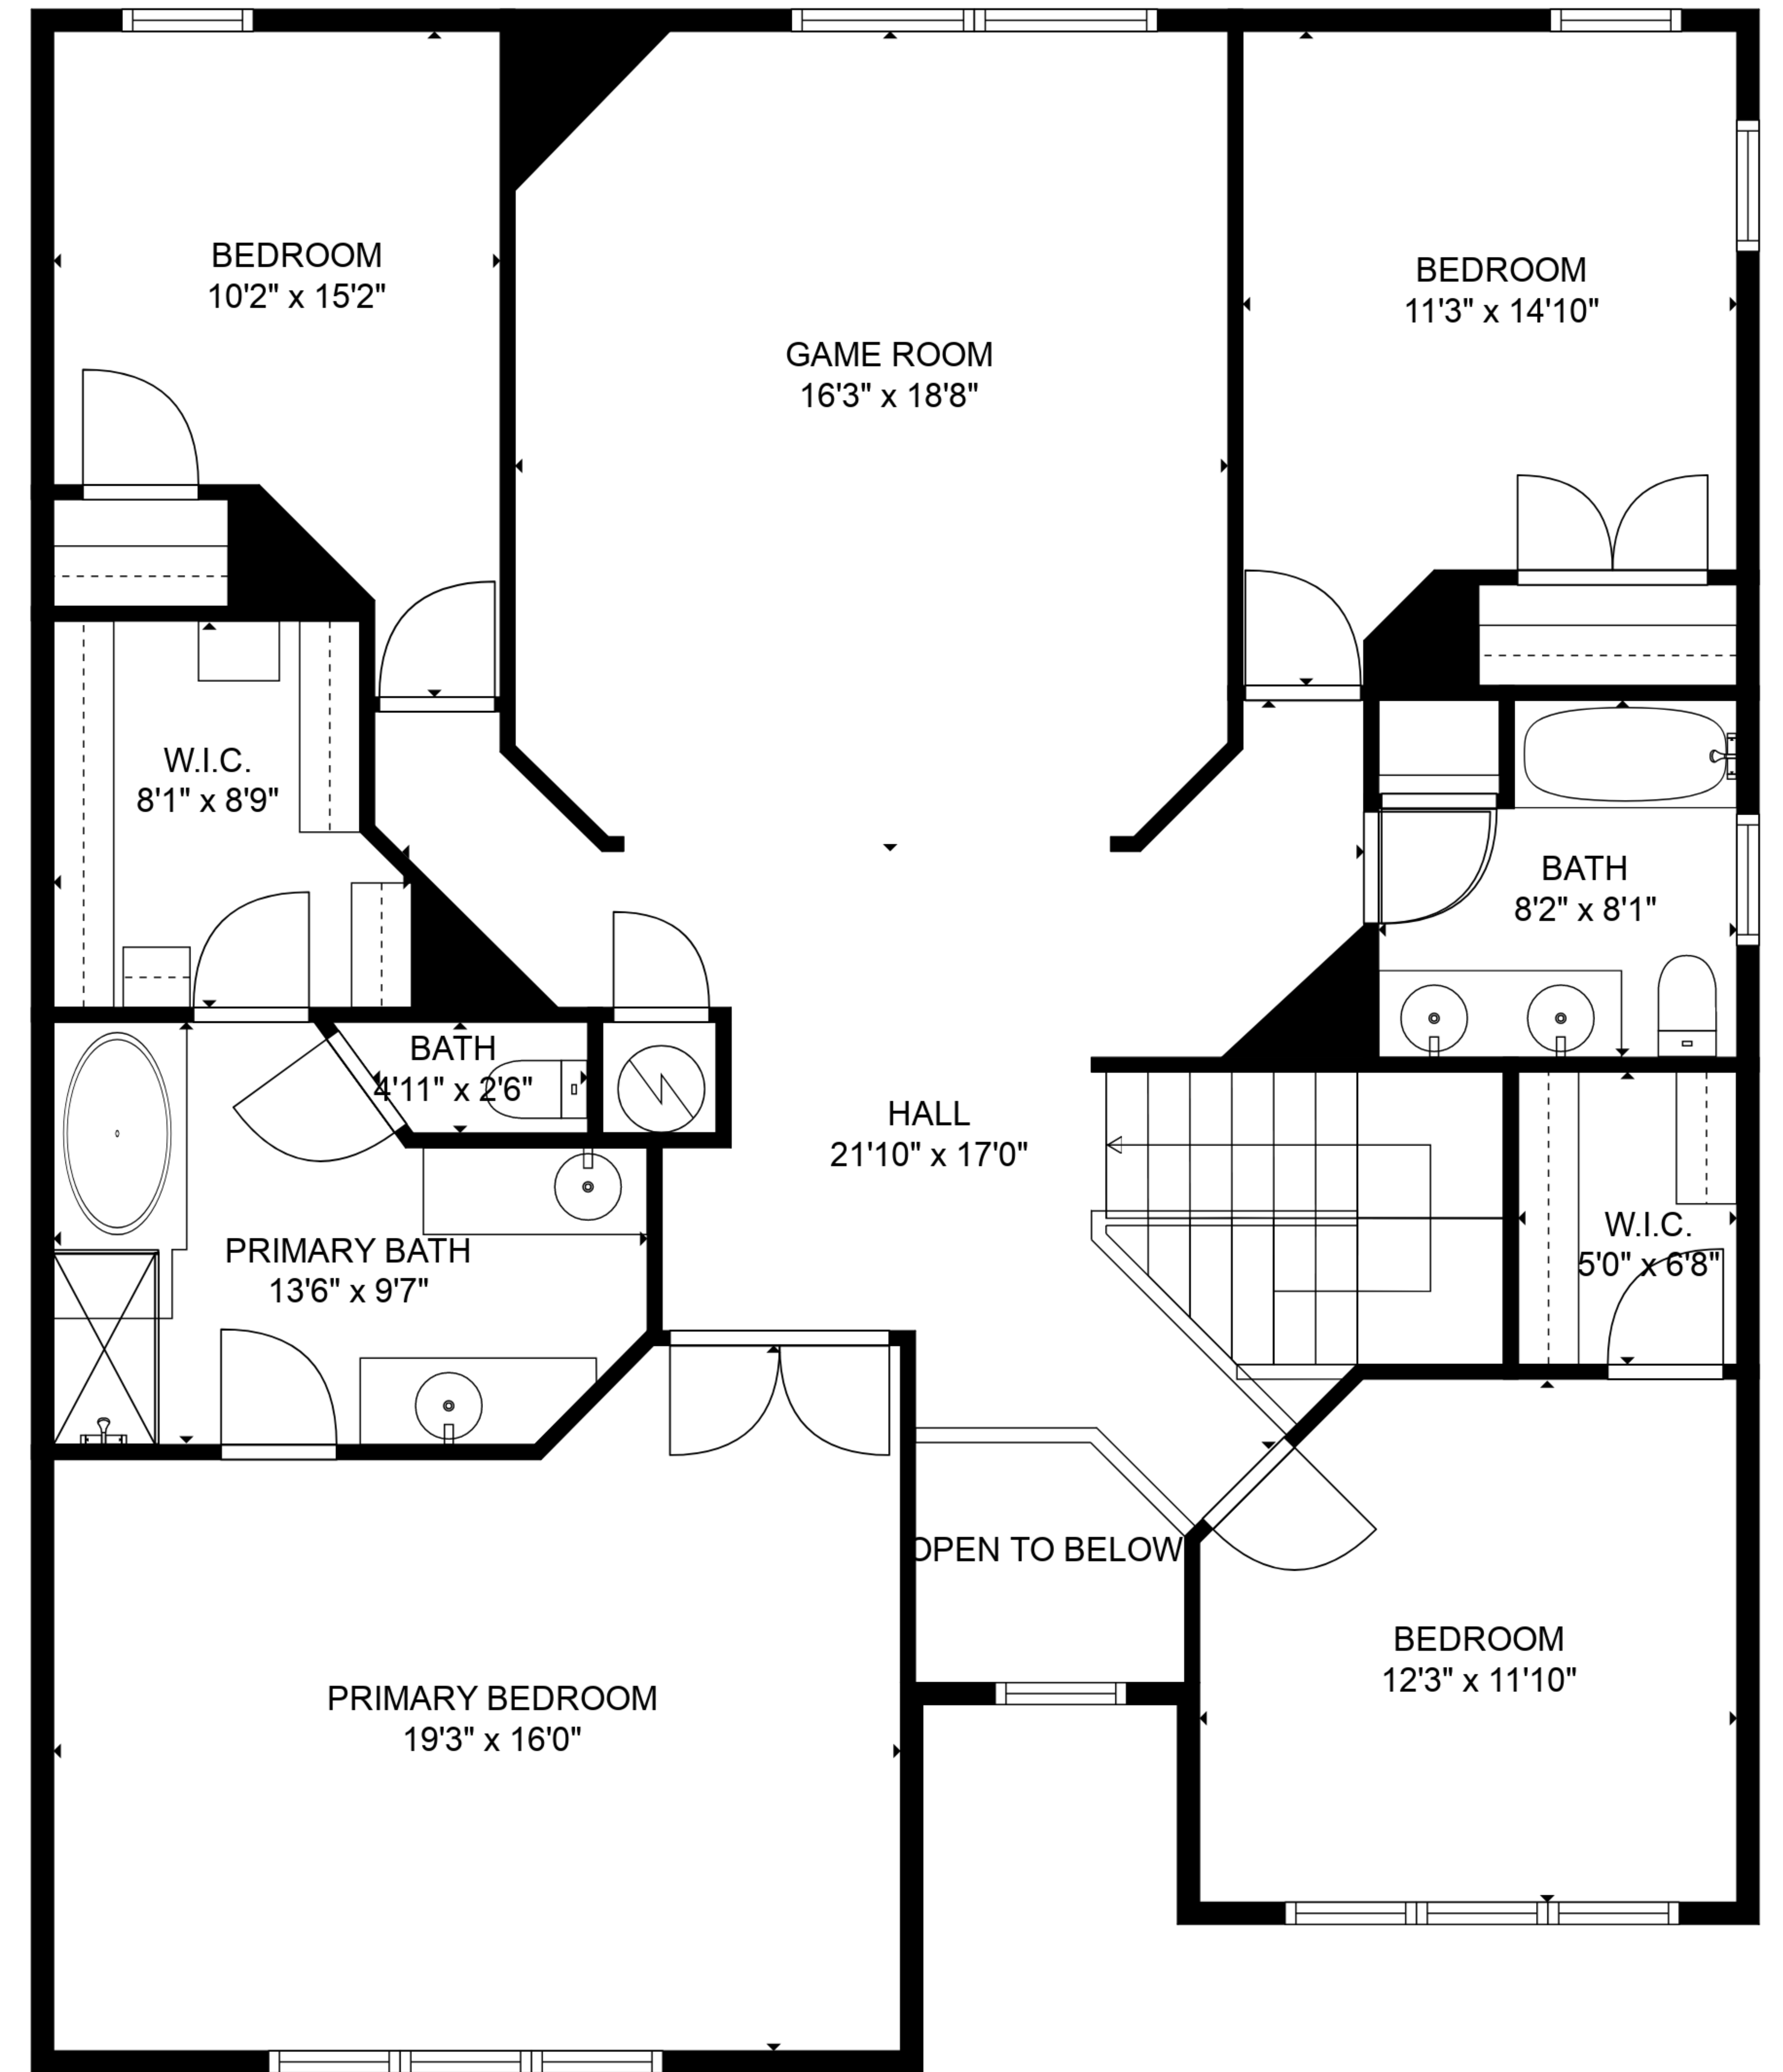 BEDROOM
10'2" x 15'2"
BEDROOM
11'3" x 14'10"
GAME ROOM
16'3" x 18'8"
W.I.C.
8'1" x 8'9"
BATH
8'2" x 8'1"
BATH
4'11" x 2'6"
HALL
21'10" x 17'0"
W.I.C.
5'0" x 6'8"
PRIMARY BATH
13'6" x 9'7"
OPEN TO BELOW
BEDROOM
12'3" x 11'10"
PRIMARY BEDROOM
19'3" x 16'0"